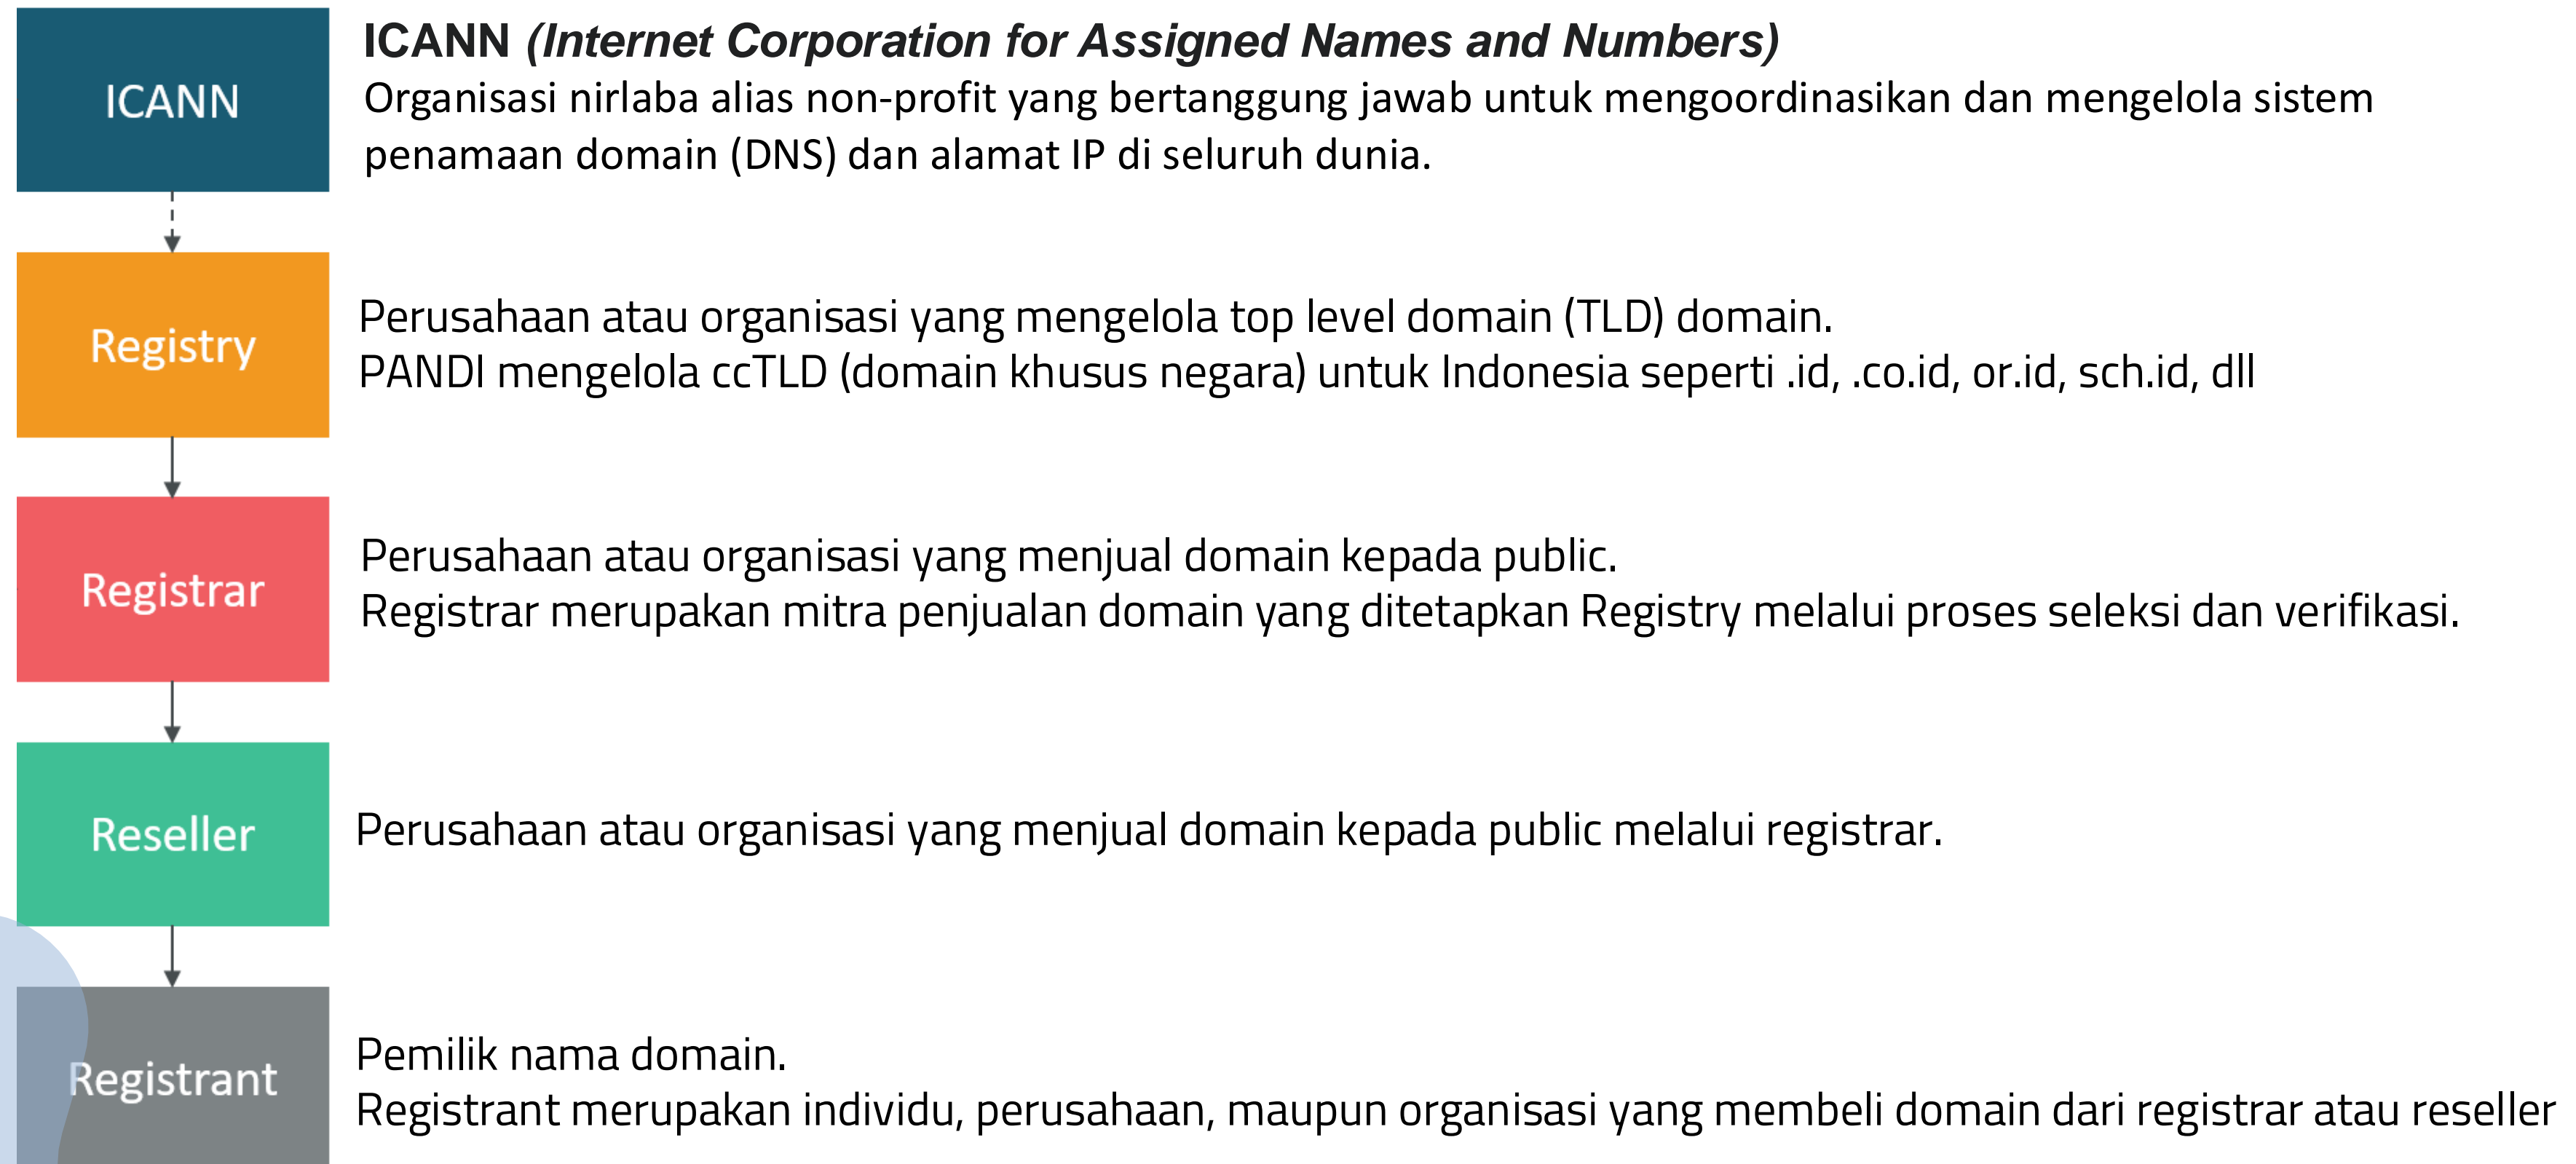 ICANN
ICANN (Internet Corporation for Assigned Names and Numbers)
Organisasi nirlaba alias non-profit yang bertanggung jawab untuk mengoordinasikan dan mengelola sistem
penamaan domain (DNS) dan alamat IP di seluruh dunia.
Registry
Perusahaan atau organisasi yang mengelola top level domain (TLD) domain.
PANDI mengelola ccTLD (domain khusus negara) untuk Indonesia seperti .id, .co.id, or.id, sch.id, dll
Registrar
Perusahaan atau organisasi yang menjual domain kepada public.
Registrar merupakan mitra penjualan domain yang ditetapkan Registry melalui proses seleksi dan verifikasi.
Reseller
Perusahaan atau organisasi yang menjual domain kepada public melalui registrar.
Registrant
Pemilik nama domain.
Registrant merupakan individu, perusahaan, maupun organisasi yang membeli domain dari registrar atau reseller